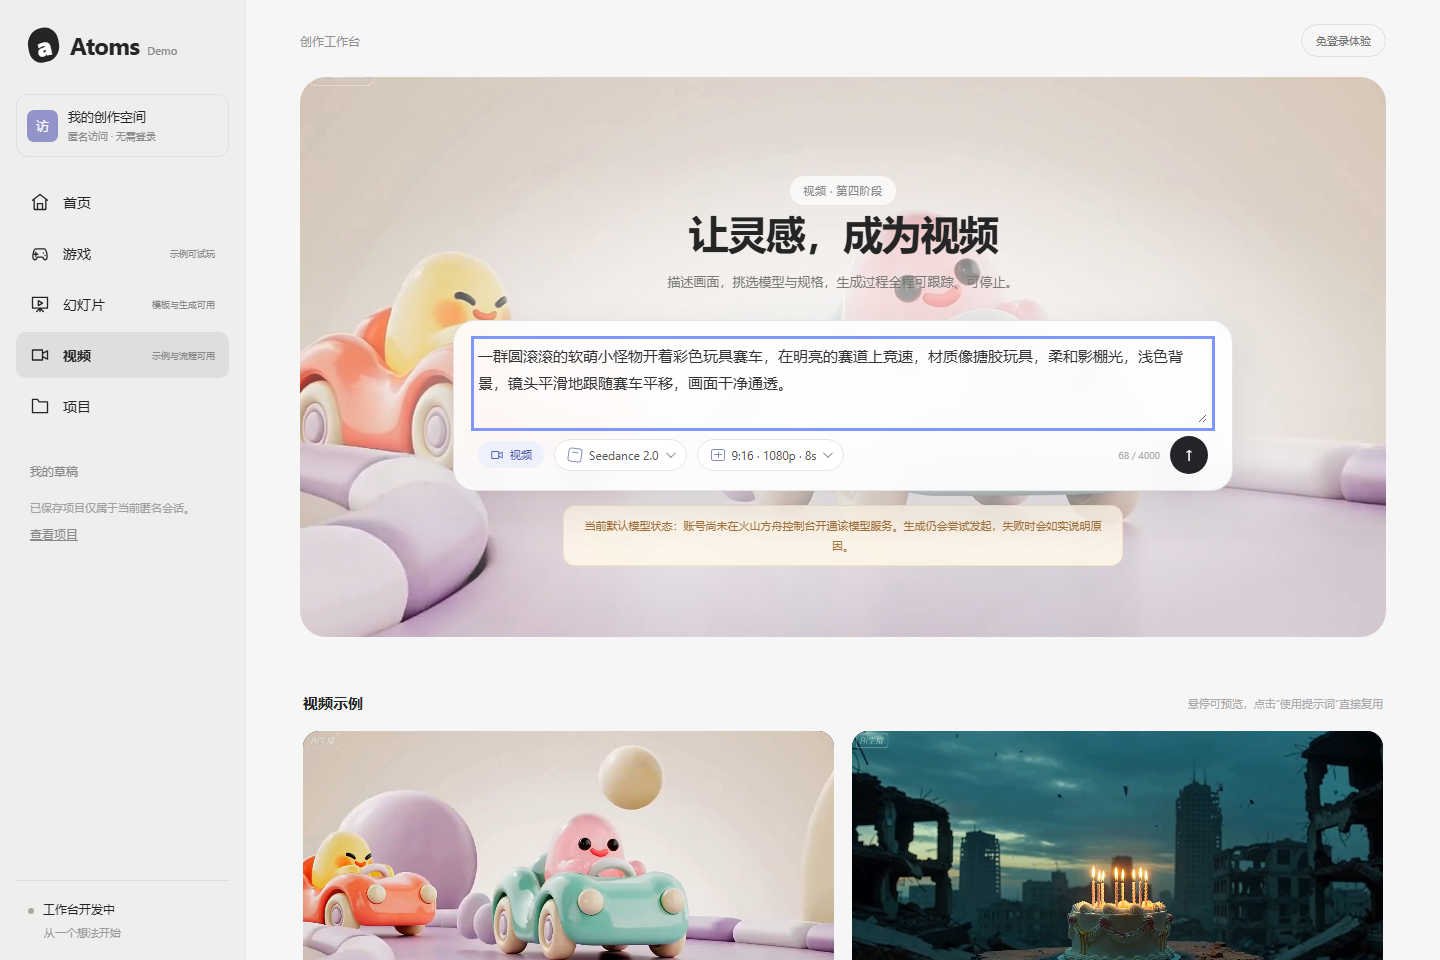 Atoms Demo
访
我的创作空间
匿名访问 · 无需登录
首页
游戏 示例可试玩
幻灯片 模板与生成可用
视频 示例与流程可用
项目
我的草稿
已保存项目仅属于当前匿名会话。
查看项目
工作台开发中
从一个想法开始
创作工作台
免登录体验
视频 · 第四阶段
让灵感，成为视频
描述画面，挑选模型与规格，生成过程全程可跟踪、可停止。
一群圆滚滚的软萌小怪物开着彩色玩具赛车，在明亮的赛道上竞速，材质像搪胶玩具，柔和影棚光，浅色背
景，镜头平滑地跟随赛车平移，画面干净通透。
视频
Seedance 2.0
9:16 · 1080p · 8s
68 / 4000
当前默认模型状态：账号尚未在火山方舟控制台开通该模型服务。生成仍会尝试发起，失败时会如实说明原
因。
视频示例
悬停可预览，点击“使用提示词”直接复用
AI生成
AI生成